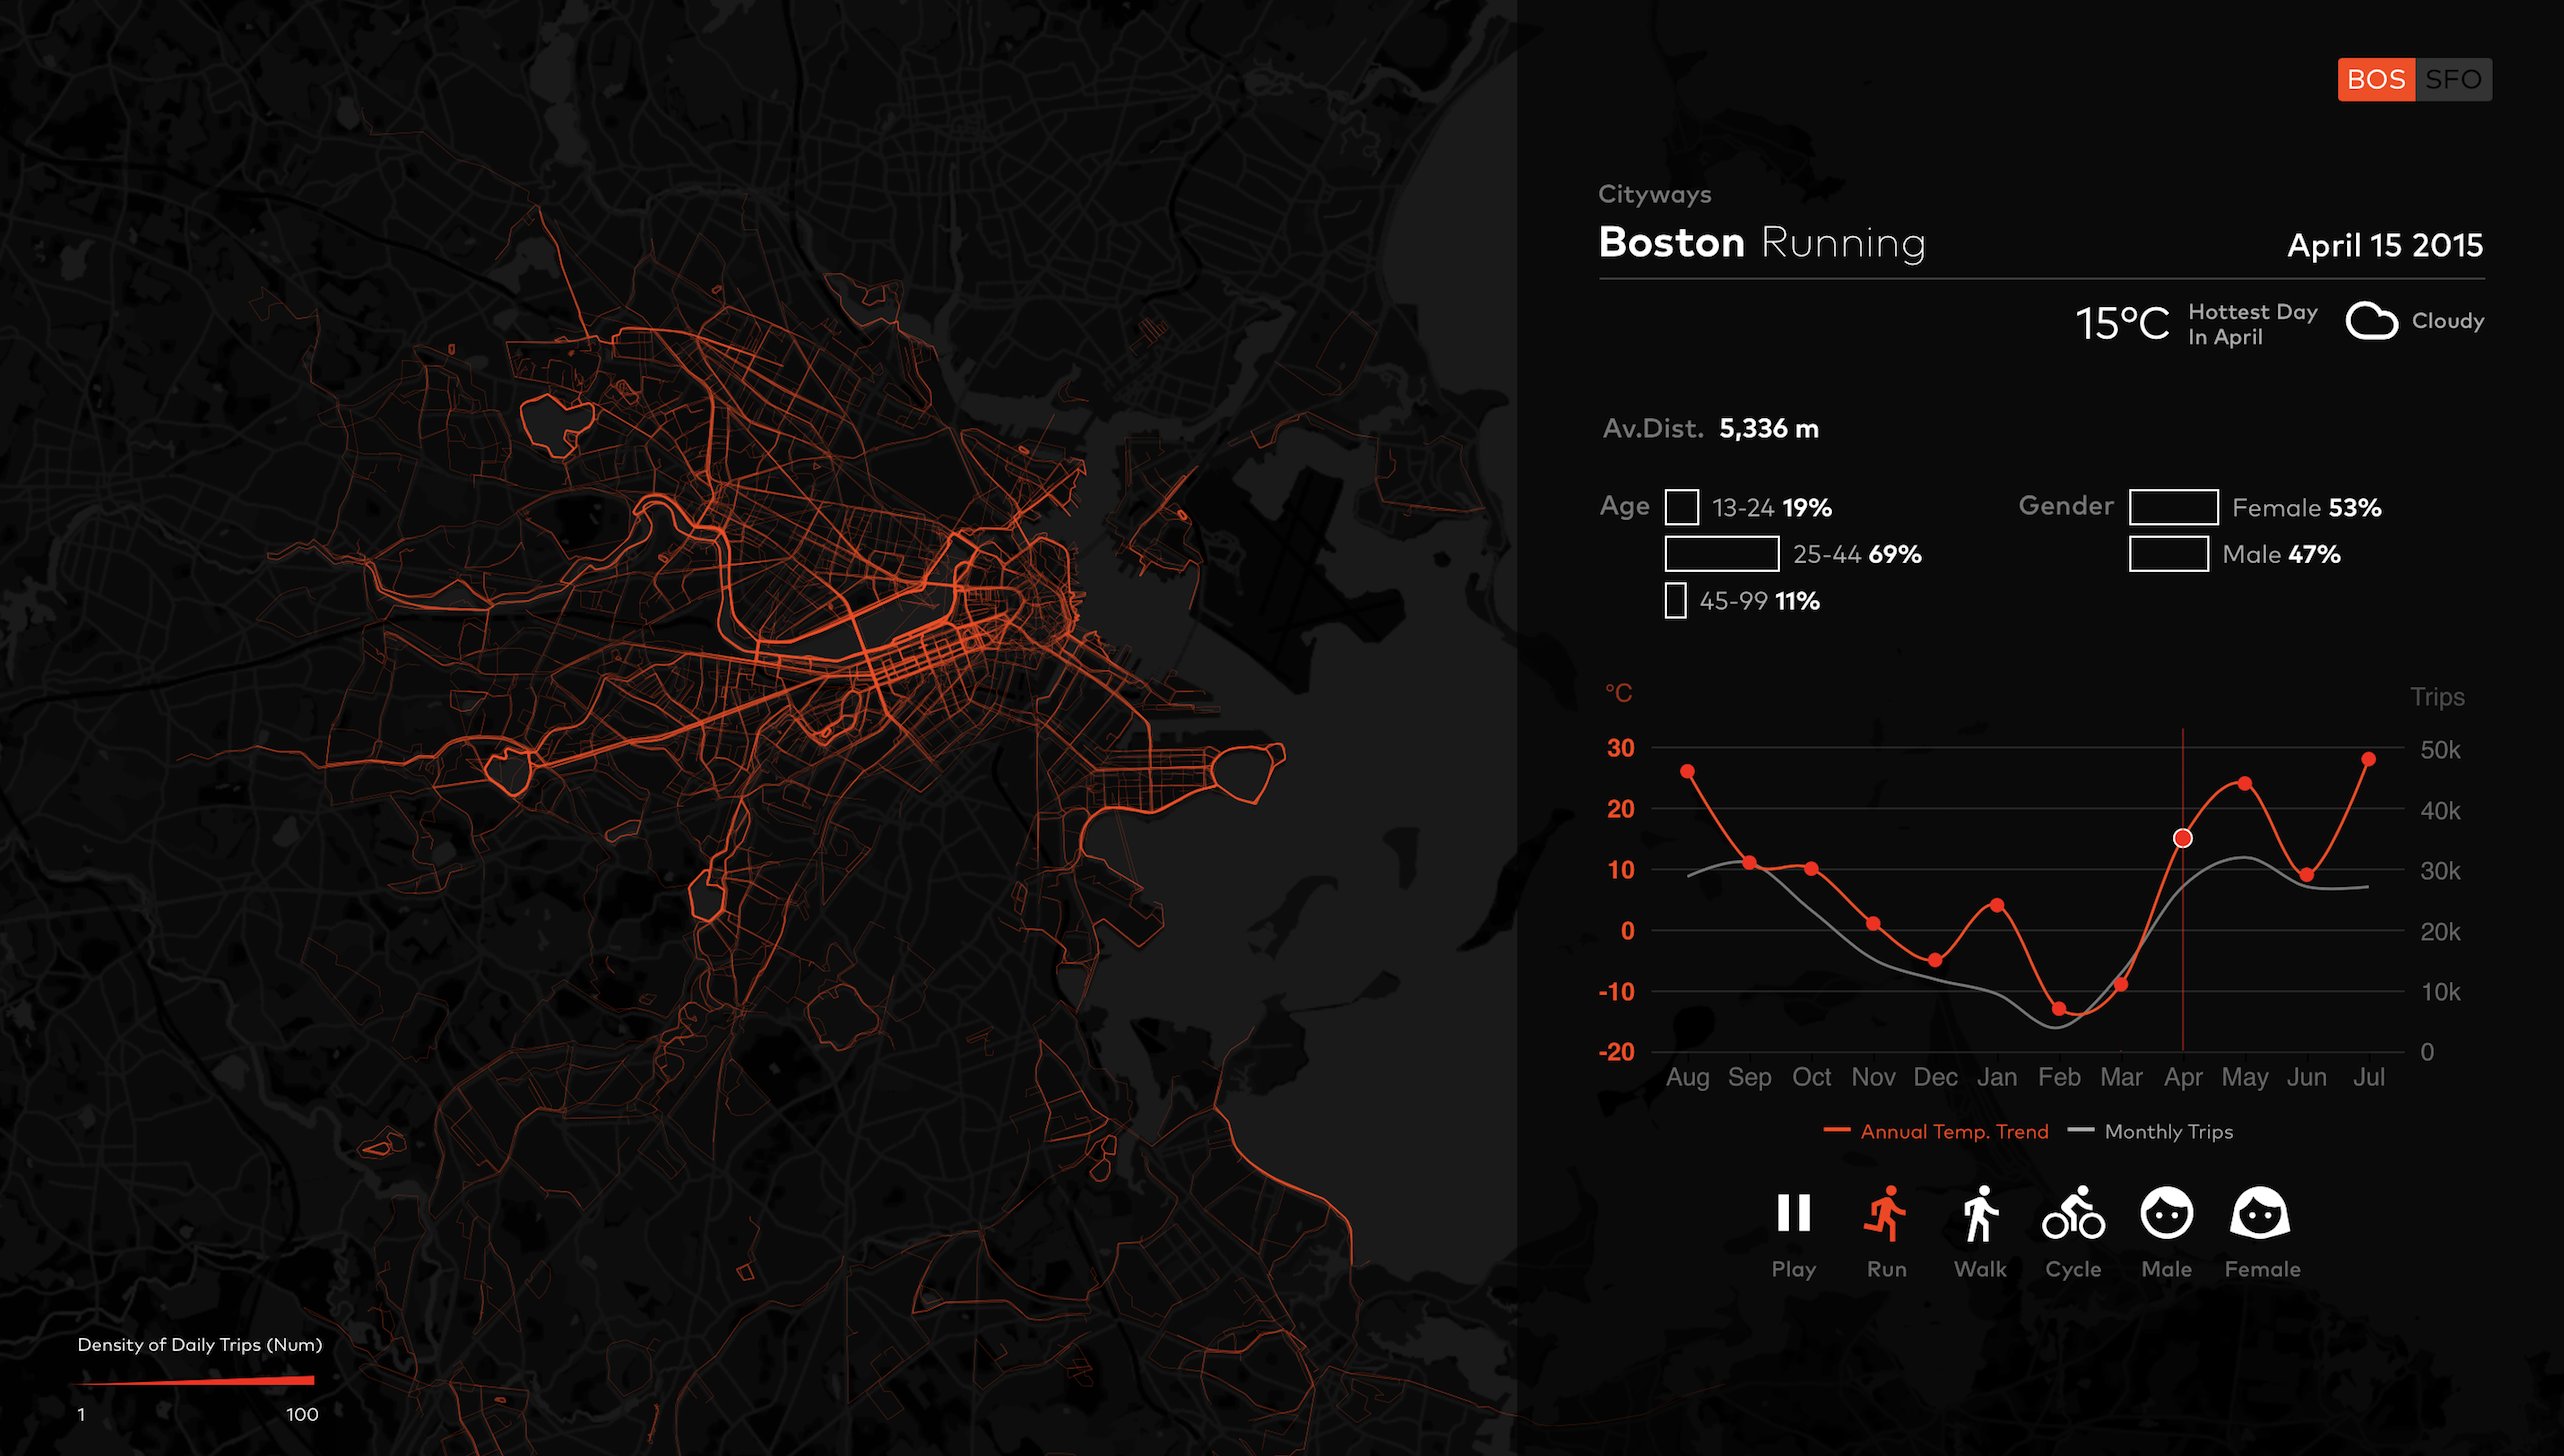 BOS SFO
Cityways
Boston Running
April 15 2015
15°C
Hottest Day
In April
Cloudy
Av.Dist. 5,336 m
Age
13-24 19%
25-44 69%
45-99 11%
Gender
Female 53%
Male 47%
°C
Trips
30
50k
20
40k
10
30k
0
20k
-10
10k
-20
0
Aug Sep Oct Nov Dec Jan Feb Mar Apr May Jun Jul
Annual Temp. Trend
Monthly Trips
Play Run Walk Cycle Male Female
Density of Daily Trips (Num)
1 100